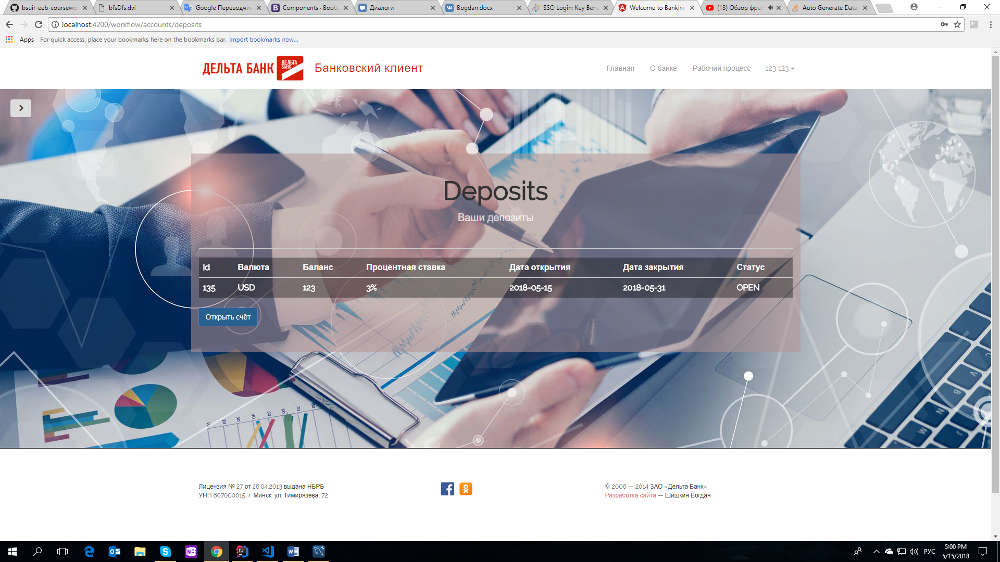 bsuir-eeb-coursewo
bfsDfs.dvi
Google Переводчик
Components · Boots
Диалоги
Bogdan.docx
SSO Login: Key Bene
Welcome to Banking
(13) Обзор фрей
Auto Generate Datal
localhost:4200/workflow/accounts/deposits
Apps
For quick access, place your bookmarks here on the bookmarks bar. Import bookmarks now...
ДЕЛЬТА БАНК
ДЕЛЬТА
БАНК
Банковский клиент
Главная
О банке
Рабочий процесс
123 123
Deposits
Ваши депозиты
Id Валюта Баланс Процентная ставка Дата открытия Дата закрытия Статус
135 USD 123 3% 2018-05-15 2018-05-31 OPEN
Открыть счёт
10 20 30 40 50 60 70 80
B
N
M
Лицензия № 27 от 26.04.2013 выдана НБРБ
УНП 807000015, г. Минск, ул. Тимирязева, 72
© 2006 — 2014 ЗАО «Дельта Банк»
Разработка сайта — Шишкин Богдан
РУС
5:00 PM
5/15/2018